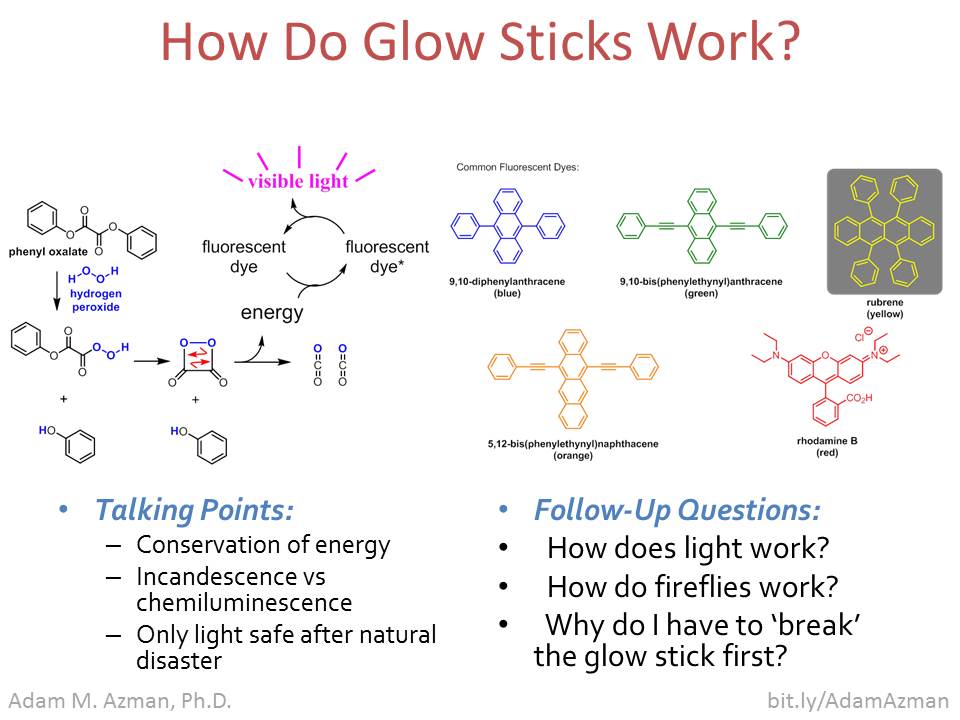 How Do Glow Sticks Work?
visible light
fluorescent
dye
fluorescent
dye*
energy
phenyl oxalate
O
O
O
O
H O O H
hydrogen
peroxide
O
O
O
O
O
H
O O
O O
O
C
O
O
C
O
+
+
HO
HO
Common Fluorescent Dyes:
9,10-diphenylanthracene
(blue)
9,10-bis(phenylethynyl)anthracene
(green)
rubrene
(yellow)
5,12-bis(phenylethynyl)naphthacene
(orange)
Cl⊖
N
O
N⊕
CO2H
rhodamine B
(red)
• Talking Points:
– Conservation of energy
– Incandescence vs
chemiluminescence
– Only light safe after natural
disaster
• Follow-Up Questions:
• How does light work?
• How do fireflies work?
• Why do I have to ‘break’
the glow stick first?
Adam M. Azman, Ph.D.
bit.ly/AdamAzman